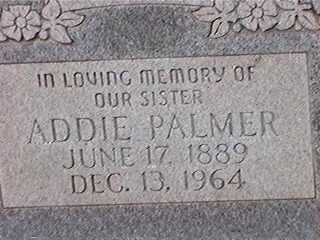 IN LOVING MEMORY OF
OUR SISTER
ADDIE PALMER
JUNE 17, 1889
DEC. 13, 1964